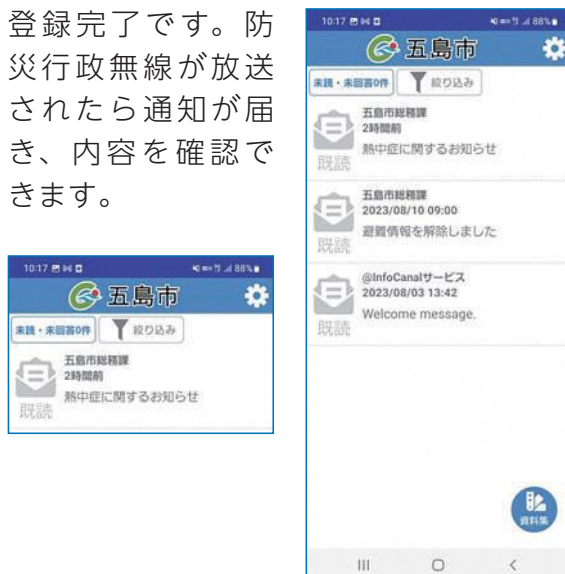 登録完了です。防
災行政無線が放送
されたら通知が届
き、内容を確認で
きます。
10:17 88%
五島市
未読・未回答0件 絞り込み
五島市総務課
2時間前
熱中症に関するお知らせ
既読
10:17 88%
五島市
未読・未回答0件 絞り込み
五島市総務課
2時間前
熱中症に関するお知らせ
既読
五島市総務課
2023/08/10 09:00
避難情報を解除しました
既読
@InfoCanalサービス
2023/08/03 13:42
Welcome message.
既読
資料集